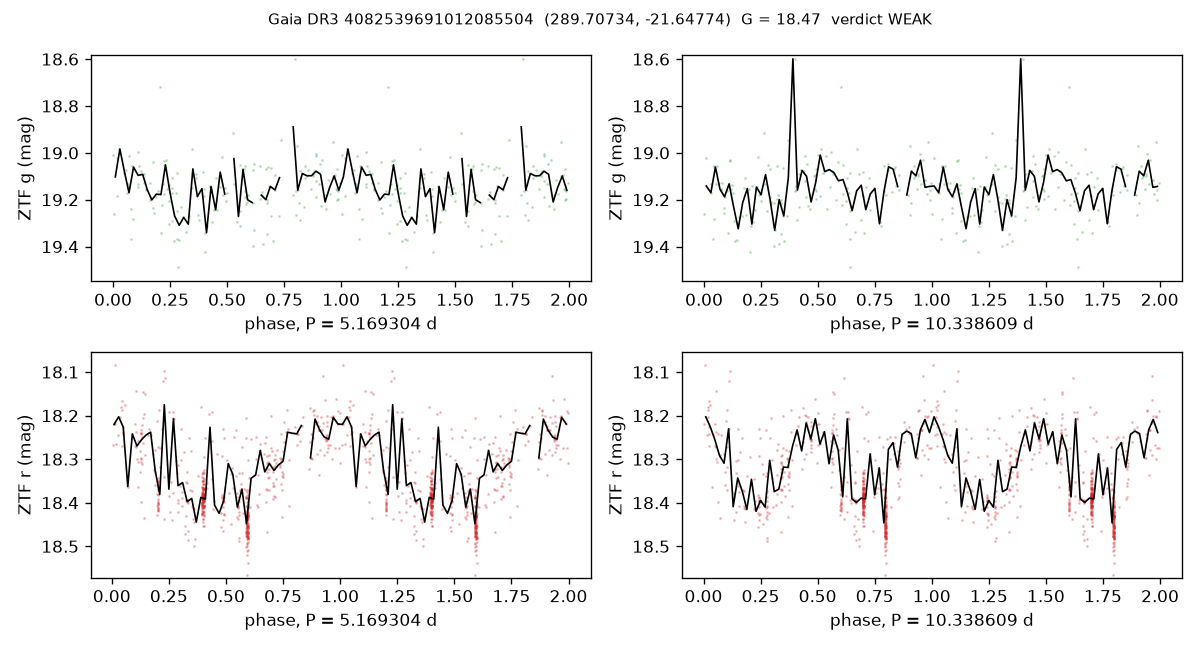 Gaia DR3 4082539691012085504 (289.70734, -21.64774) G = 18.47 verdict WEAK
ZTF g (mag)
18.6
18.8
19.0
19.2
19.4
0.00 0.25 0.50 0.75 1.00 1.25 1.50 1.75 2.00
phase, P = 5.169304 d
ZTF g (mag)
18.6
18.8
19.0
19.2
19.4
0.00 0.25 0.50 0.75 1.00 1.25 1.50 1.75 2.00
phase, P = 10.338609 d
ZTF r (mag)
18.1
18.2
18.3
18.4
18.5
0.00 0.25 0.50 0.75 1.00 1.25 1.50 1.75 2.00
phase, P = 5.169304 d
ZTF r (mag)
18.1
18.2
18.3
18.4
18.5
0.00 0.25 0.50 0.75 1.00 1.25 1.50 1.75 2.00
phase, P = 10.338609 d